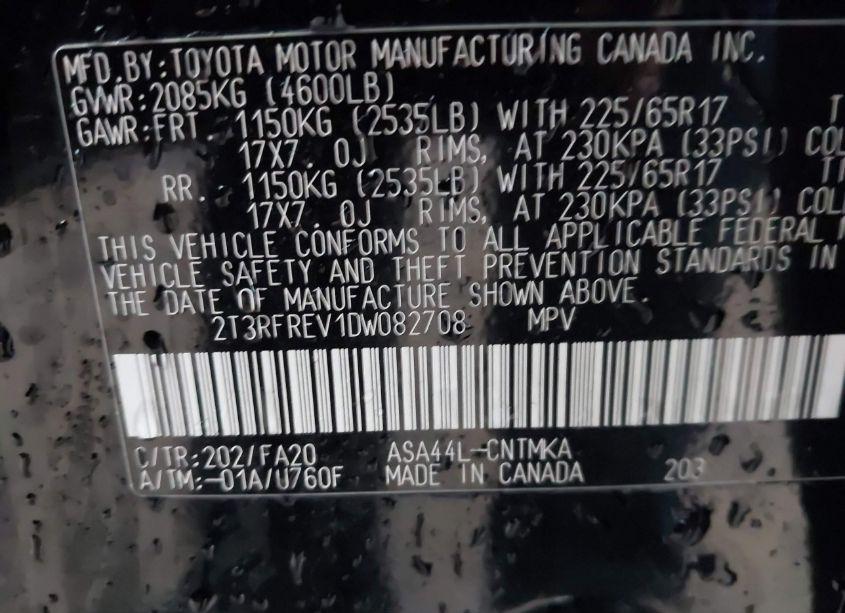 MFD.BY:TOYOTA MOTOR MANUFACTURING CANADA INC.
GVWR:2085KG (4600LB)
GAWR:FRT. 1150KG (2535LB) WITH 225/65R17
17X7.0J RIMS, AT 230KPA (33PSI) COL
RR. 1150KG (2535LB) WITH 225/65R17
17X7.0J RIMS, AT 230KPA (33PSI) COL
THIS VEHICLE CONFORMS TO ALL APPLICABLE FEDERAL
VEHICLE SAFETY AND THEFT PREVENTION STANDARDS IN
THE DATE OF MANUFACTURE SHOWN ABOVE.
2T3RFREV1DW082708 MPV
C/TR:202/FA20 ASA44L-CNTMKA
A/TM:-01A/U760F MADE IN CANADA 203